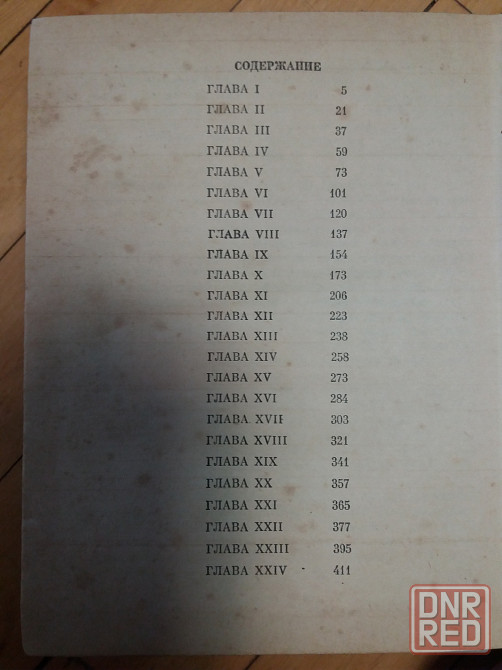 СОДЕРЖАНИЕ
ГЛАВА I 5
ГЛАВА II 21
ГЛАВА III 37
ГЛАВА IV 59
ГЛАВА V 73
ГЛАВА VI 101
ГЛАВА VII 120
ГЛАВА VIII 137
ГЛАВА IX 154
ГЛАВА X 173
ГЛАВА XI 206
ГЛАВА XII 223
ГЛАВА XIII 238
ГЛАВА XIV 258
ГЛАВА XV 273
ГЛАВА XVI 284
ГЛАВА XVII 303
ГЛАВА XVIII 321
ГЛАВА XIX 341
ГЛАВА XX 357
ГЛАВА XXI 365
ГЛАВА XXII 377
ГЛАВА XXIII 395
ГЛАВА XXIV 411
DNR
RED